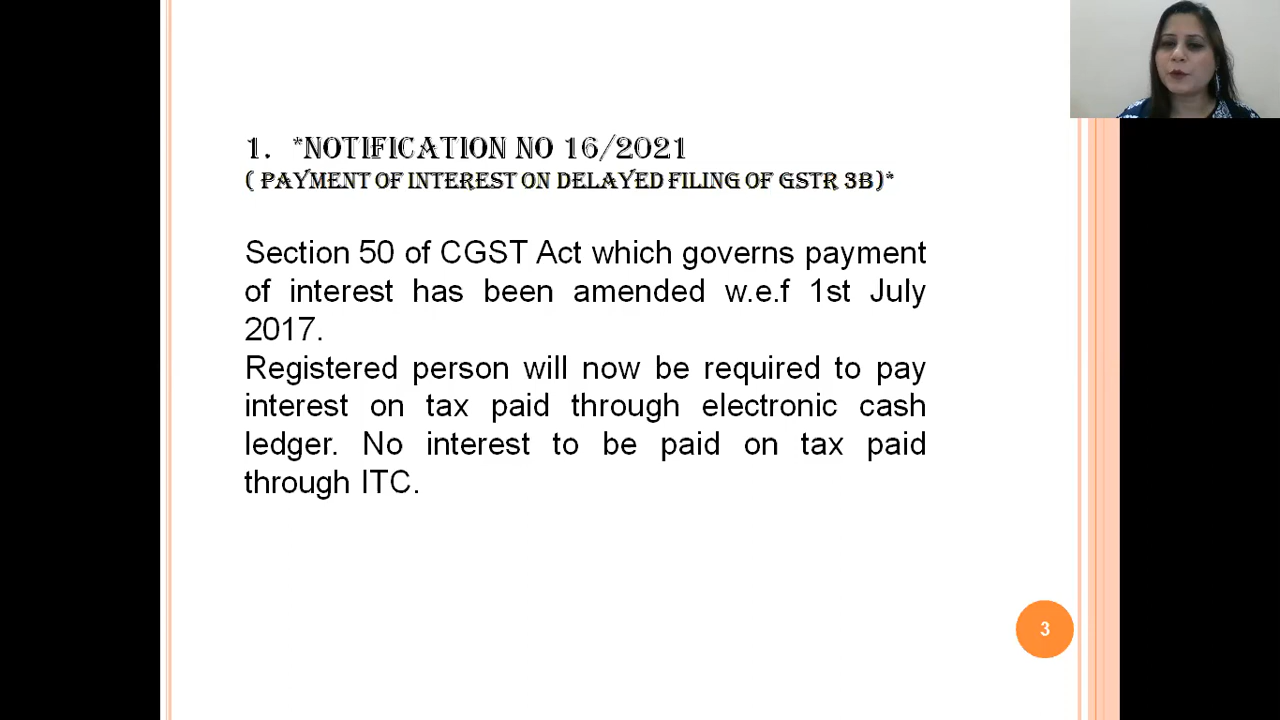 1. *NOTIFICATION NO 16/2021
( PAYMENT OF INTEREST ON DELAYED FILING OF GSTR 3B)*
Section 50 of CGST Act which governs payment
of interest has been amended w.e.f 1st July
2017.
Registered person will now be required to pay
interest on tax paid through electronic cash
ledger. No interest to be paid on tax paid
through ITC.
3